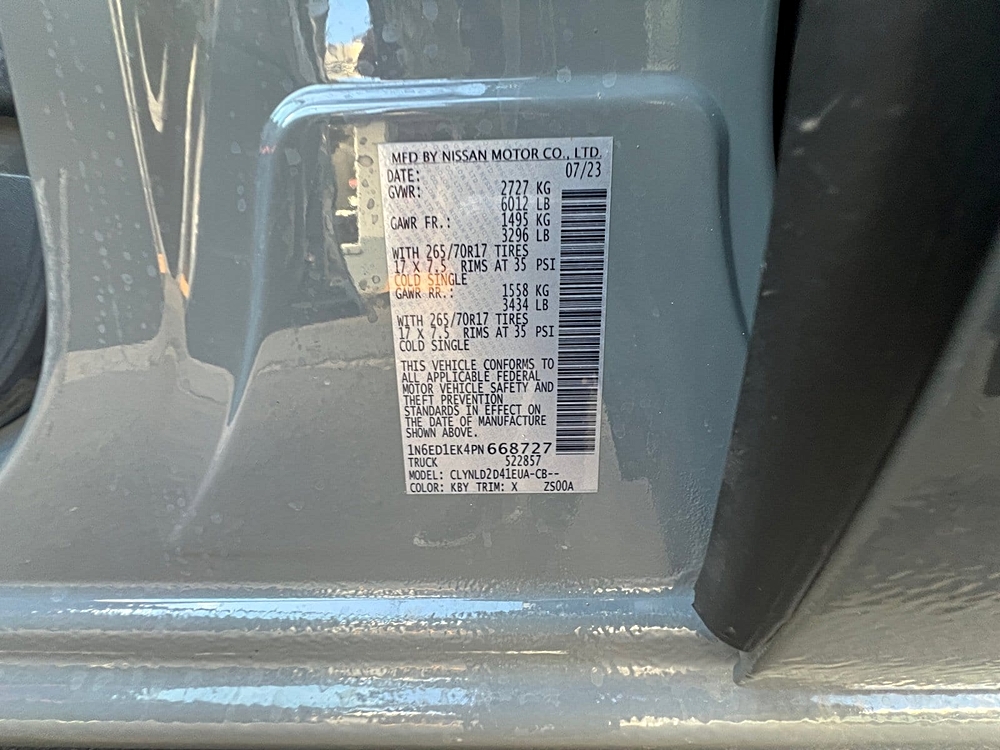 MFD BY NISSAN MOTOR CO., LTD.
DATE: 07/23
GVWR: 2727 KG
6012 LB
GAWR FR.: 1495 KG
3296 LB
WITH 265/70R17 TIRES
17 X 7.5 RIMS AT 35 PSI
COLD SINGLE
GAWR RR.: 1558 KG
3434 LB
WITH 265/70R17 TIRES
17 X 7.5 RIMS AT 35 PSI
COLD SINGLE
THIS VEHICLE CONFORMS TO
ALL APPLICABLE FEDERAL
MOTOR VEHICLE SAFETY AND
THEFT PREVENTION
STANDARDS IN EFFECT ON
THE DATE OF MANUFACTURE
SHOWN ABOVE.
1N6ED1EK4PN668727
TRUCK 522857
MODEL: CLYNLD2D41EUA-CB--
COLOR: KBY TRIM: X ZS00A